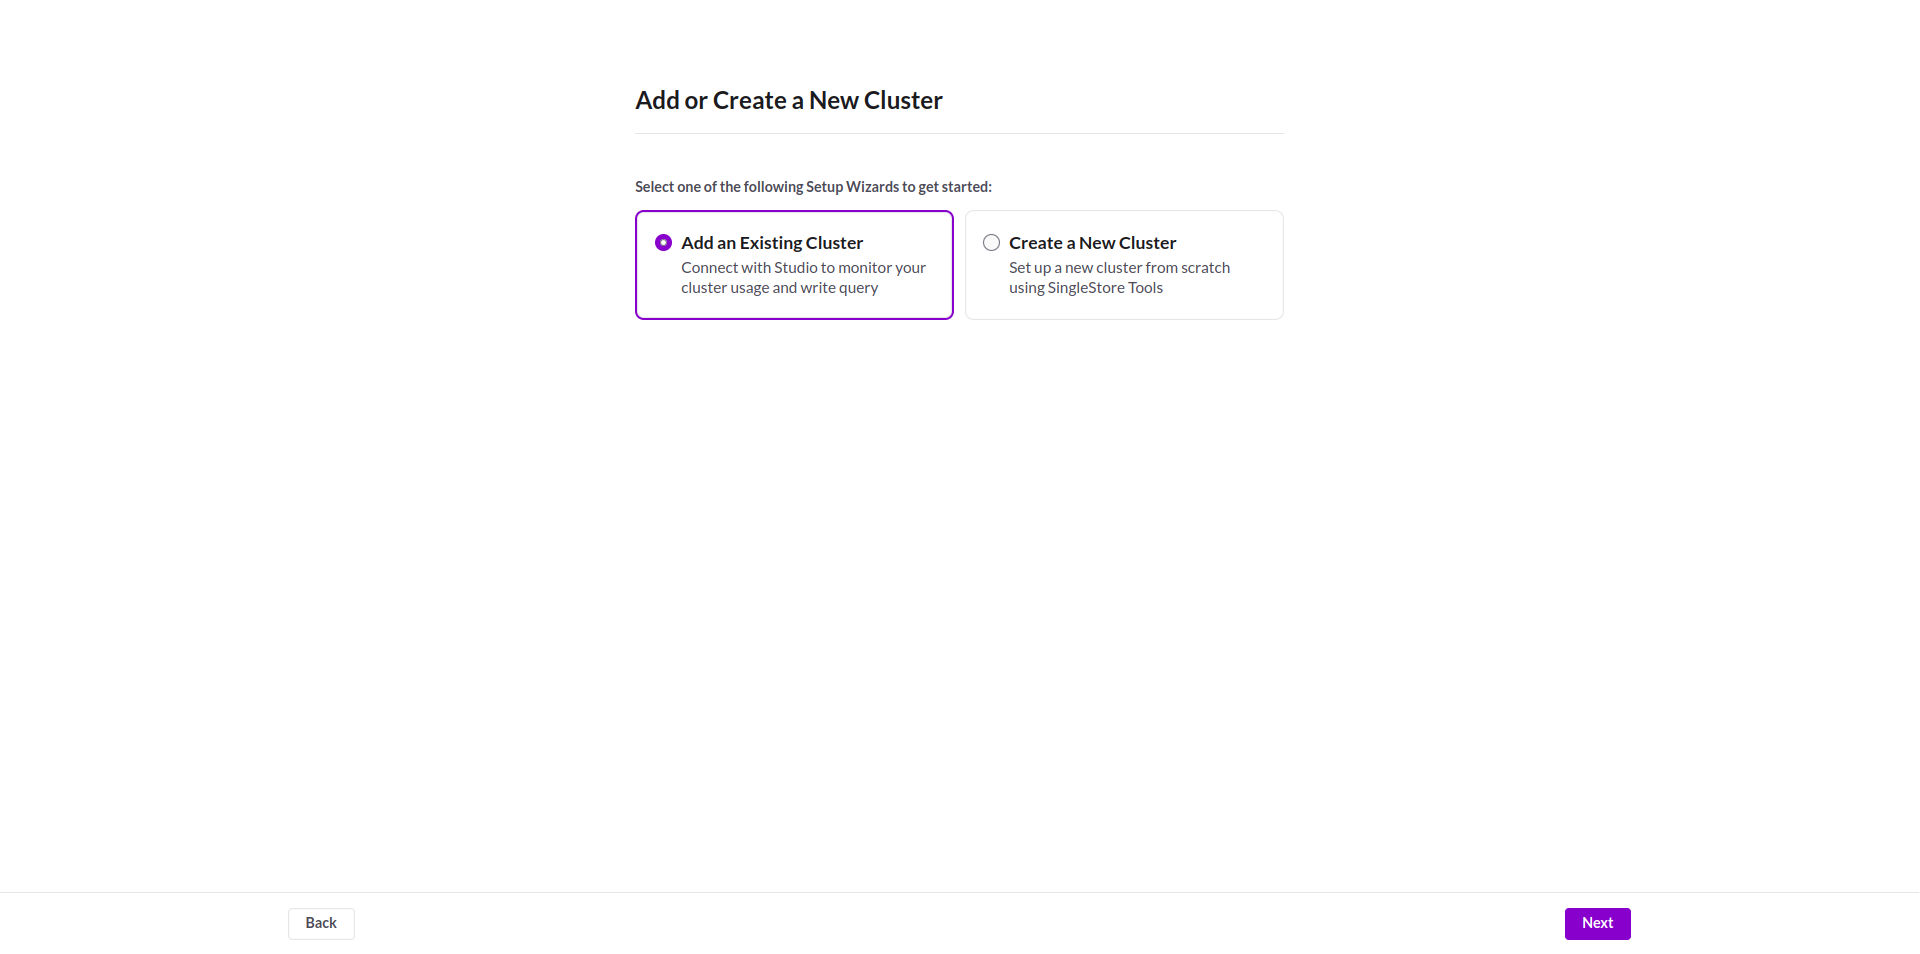 Add or Create a New Cluster
Select one of the following Setup Wizards to get started:
Add an Existing Cluster
Connect with Studio to monitor your
cluster usage and write query
Create a New Cluster
Set up a new cluster from scratch
using SingleStore Tools
Back
Next